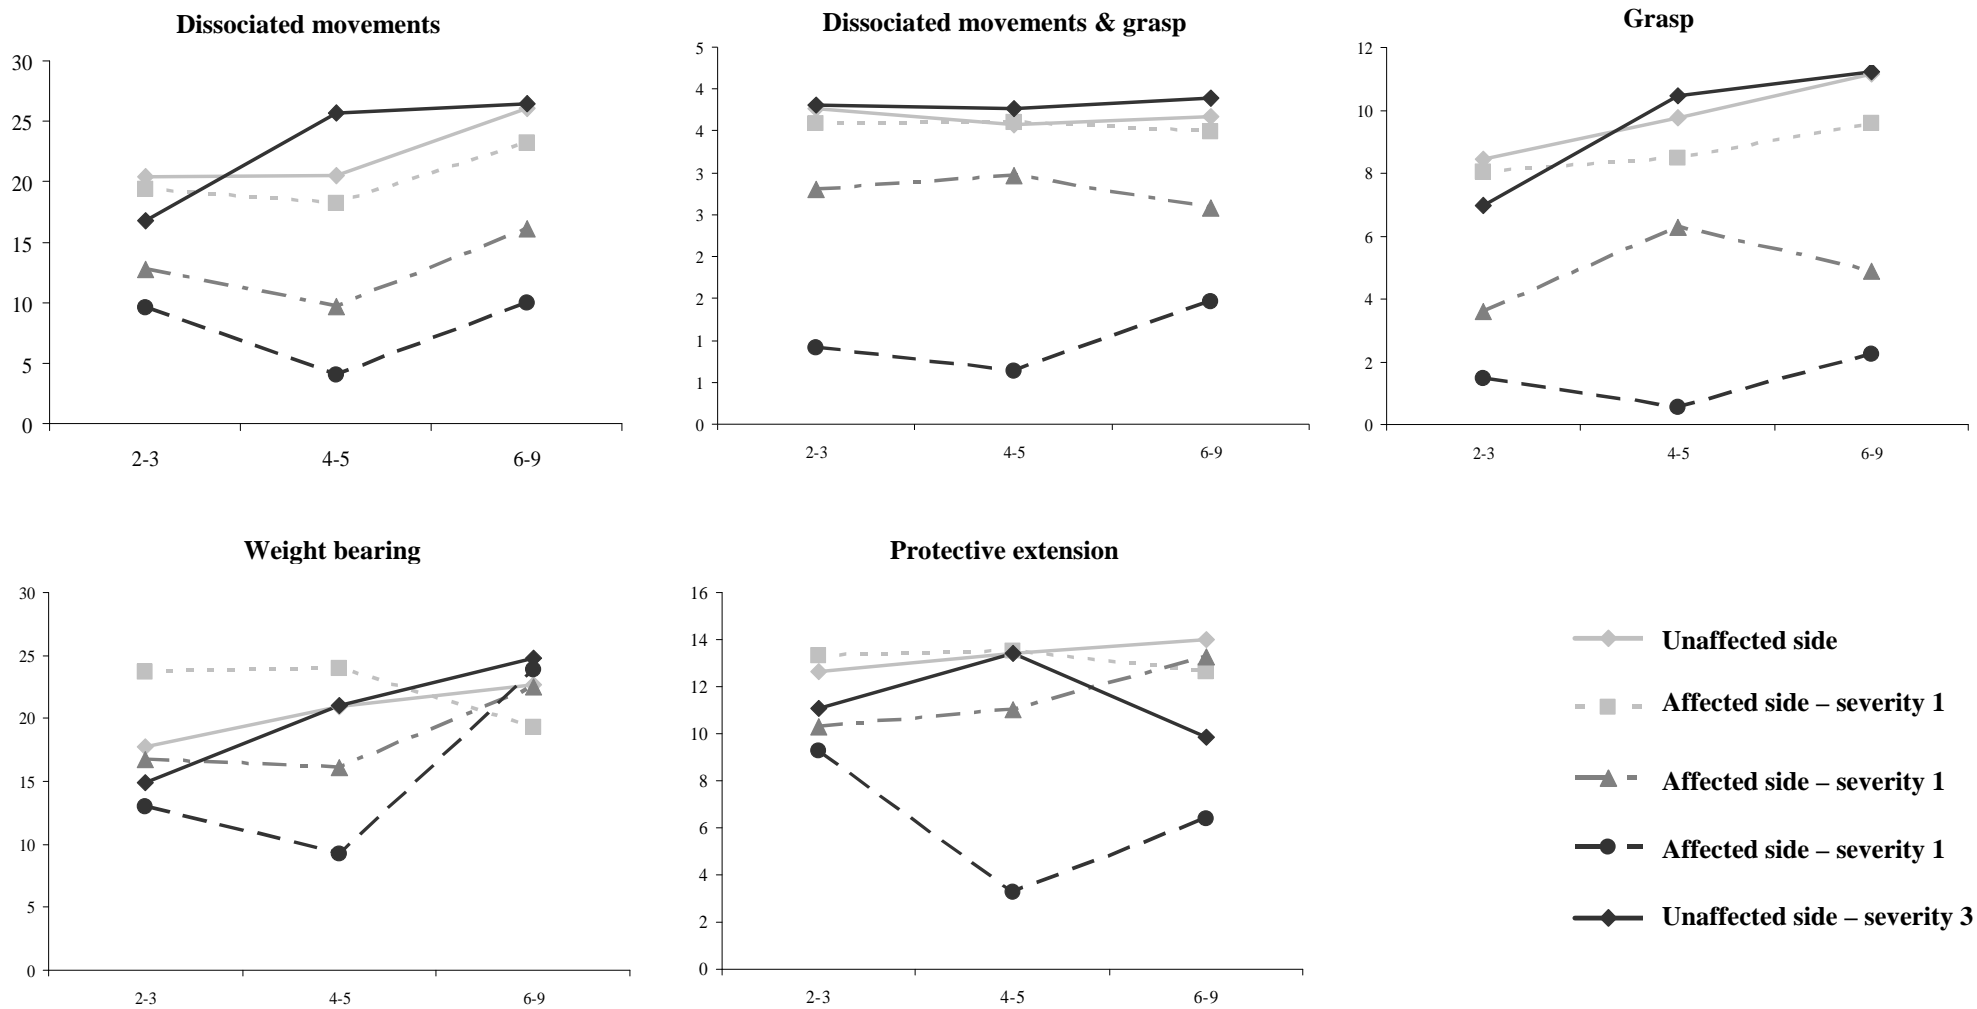 Dissociated movements
30
25
20
15
10
5
0
2-3 4-5 6-9
Dissociated movements & grasp
5
4
4
3
3
2
2
1
1
0
2-3 4-5 6-9
Grasp
12
10
8
6
4
2
0
2-3 4-5 6-9
Weight bearing
30
25
20
15
10
5
0
2-3 4-5 6-9
Protective extension
16
14
12
10
8
6
4
2
0
2-3 4-5 6-9
Unaffected side
Affected side – severity 1
Affected side – severity 1
Affected side – severity 1
Unaffected side – severity 3